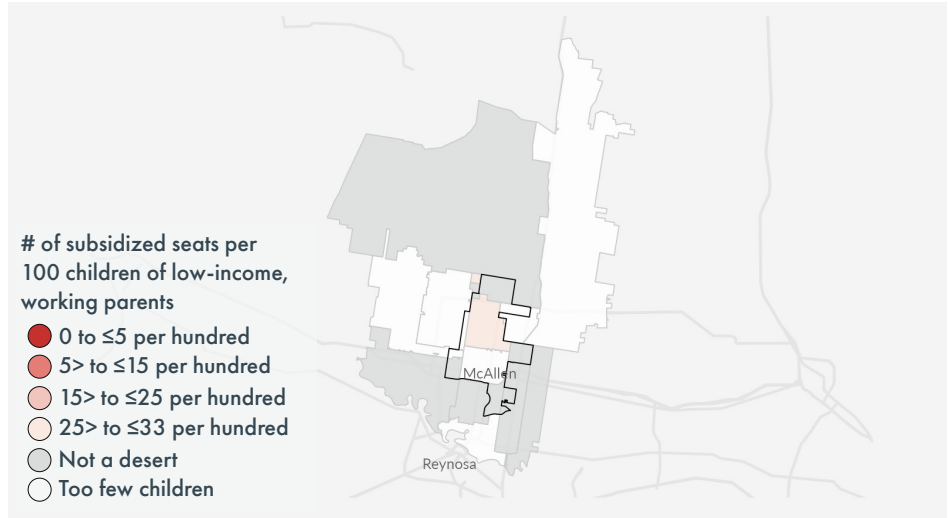 # of subsidized seats per
100 children of low-income,
working parents
0 to ≤5 per hundred
5> to ≤15 per hundred
15> to ≤25 per hundred
25> to ≤33 per hundred
Not a desert
Too few children
McAllen
Reynosa